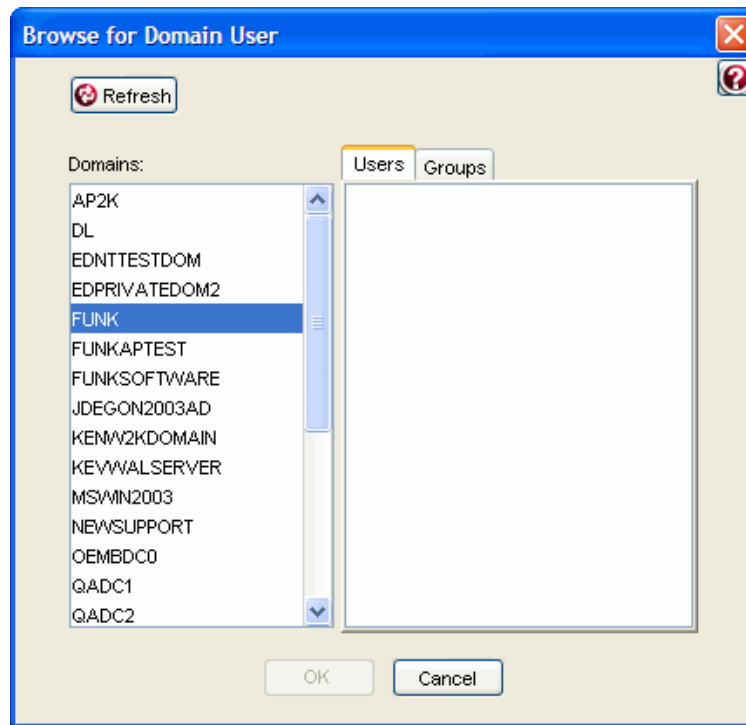 Browse for Domain User
Refresh
Domains:
Users Groups
AP2K
DL
EDNTTESTDOM
EDPRIVATEDOM2
FUNK
FUNKAPTEST
FUNKSOFTWARE
JDEGON2003AD
KENW2KDOMAIN
KEVWALSERVER
MSWIN2003
NEWSUPPORT
OEMBDC0
QADC1
QADC2
OK Cancel